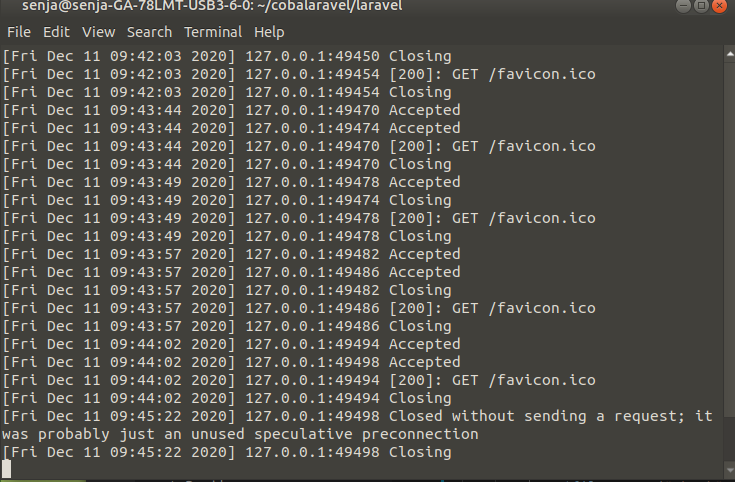 senja@senja-GA-78LMT-USB3-6-0: ~/cobalaravel/laravel
File Edit View Search Terminal Help
[Fri Dec 11 09:42:03 2020] 127.0.0.1:49450 Closing
[Fri Dec 11 09:42:03 2020] 127.0.0.1:49454 [200]: GET /favicon.ico
[Fri Dec 11 09:42:03 2020] 127.0.0.1:49454 Closing
[Fri Dec 11 09:43:44 2020] 127.0.0.1:49470 Accepted
[Fri Dec 11 09:43:44 2020] 127.0.0.1:49474 Accepted
[Fri Dec 11 09:43:44 2020] 127.0.0.1:49470 [200]: GET /favicon.ico
[Fri Dec 11 09:43:44 2020] 127.0.0.1:49470 Closing
[Fri Dec 11 09:43:49 2020] 127.0.0.1:49478 Accepted
[Fri Dec 11 09:43:49 2020] 127.0.0.1:49474 Closing
[Fri Dec 11 09:43:49 2020] 127.0.0.1:49478 [200]: GET /favicon.ico
[Fri Dec 11 09:43:49 2020] 127.0.0.1:49478 Closing
[Fri Dec 11 09:43:57 2020] 127.0.0.1:49482 Accepted
[Fri Dec 11 09:43:57 2020] 127.0.0.1:49486 Accepted
[Fri Dec 11 09:43:57 2020] 127.0.0.1:49482 Closing
[Fri Dec 11 09:43:57 2020] 127.0.0.1:49486 [200]: GET /favicon.ico
[Fri Dec 11 09:43:57 2020] 127.0.0.1:49486 Closing
[Fri Dec 11 09:44:02 2020] 127.0.0.1:49494 Accepted
[Fri Dec 11 09:44:02 2020] 127.0.0.1:49498 Accepted
[Fri Dec 11 09:44:02 2020] 127.0.0.1:49494 [200]: GET /favicon.ico
[Fri Dec 11 09:44:02 2020] 127.0.0.1:49494 Closing
[Fri Dec 11 09:45:22 2020] 127.0.0.1:49498 Closed without sending a request; it
was probably just an unused speculative preconnection
[Fri Dec 11 09:45:22 2020] 127.0.0.1:49498 Closing